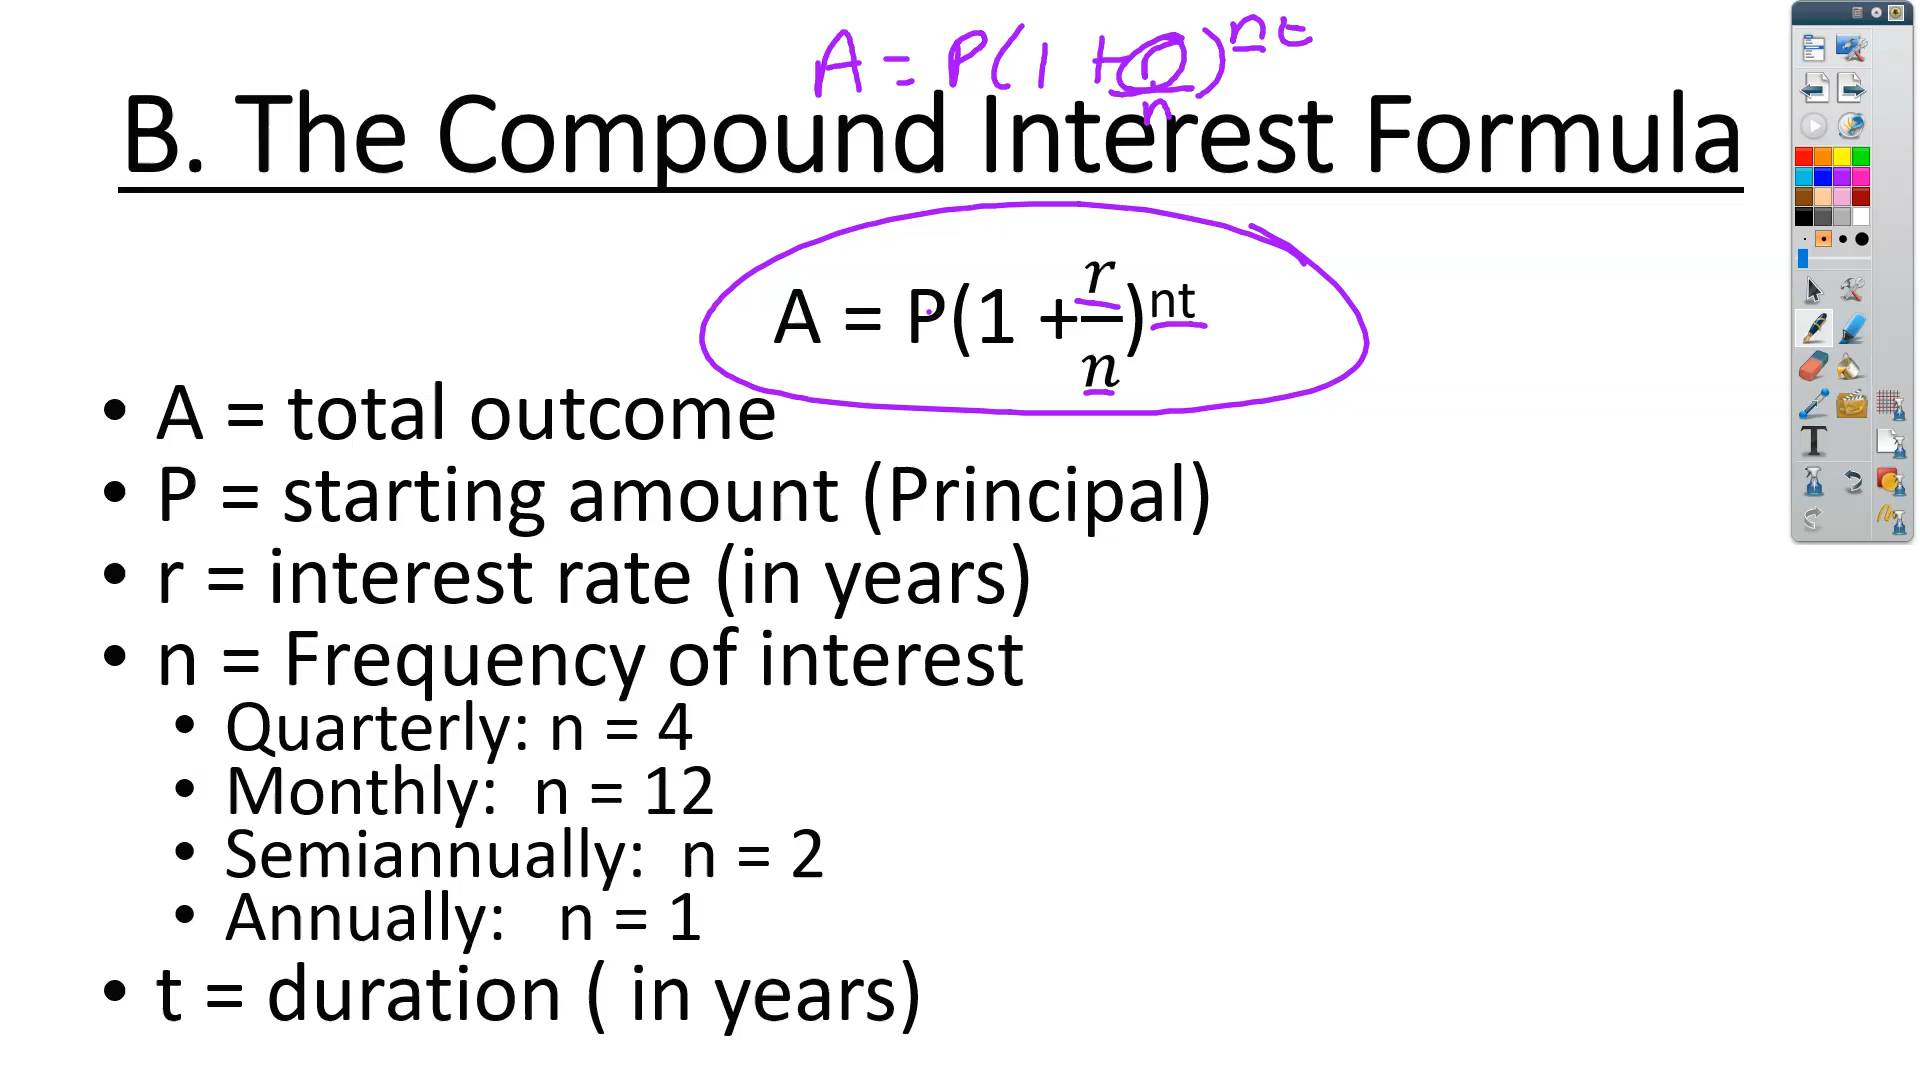 A = P(1 + r/n)^nt
B. The Compound Interest Formula
A = P(1 + r/n)^nt
• A = total outcome
• P = starting amount (Principal)
• r = interest rate (in years)
• n = Frequency of interest
• Quarterly: n = 4
• Monthly: n = 12
• Semiannually: n = 2
• Annually: n = 1
• t = duration ( in years)
T